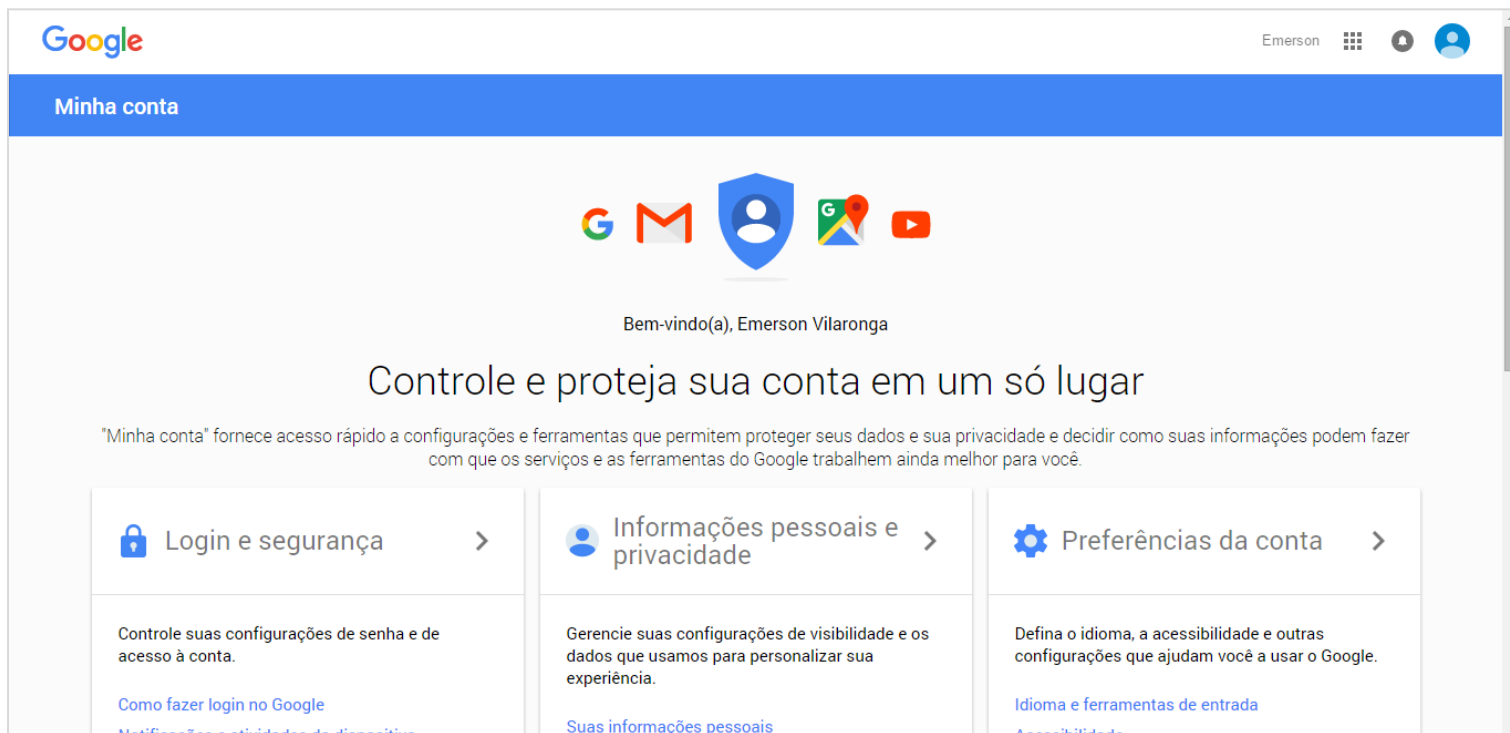 Google
Emerson
Minha conta
Bem-vindo(a), Emerson Vilaronga
Controle e proteja sua conta em um só lugar
"Minha conta" fornece acesso rápido a configurações e ferramentas que permitem proteger seus dados e sua privacidade e decidir como suas informações podem fazer
com que os serviços e as ferramentas do Google trabalhem ainda melhor para você.
Login e segurança
Controle suas configurações de senha e de
acesso à conta.
Como fazer login no Google
Notificações e atividades do dispositivo
Informações pessoais e
privacidade
Gerencie suas configurações de visibilidade e os
dados que usamos para personalizar sua
experiência.
Suas informações pessoais
Preferências da conta
Defina o idioma, a acessibilidade e outras
configurações que ajudam você a usar o Google.
Idioma e ferramentas de entrada
Acessibilidade